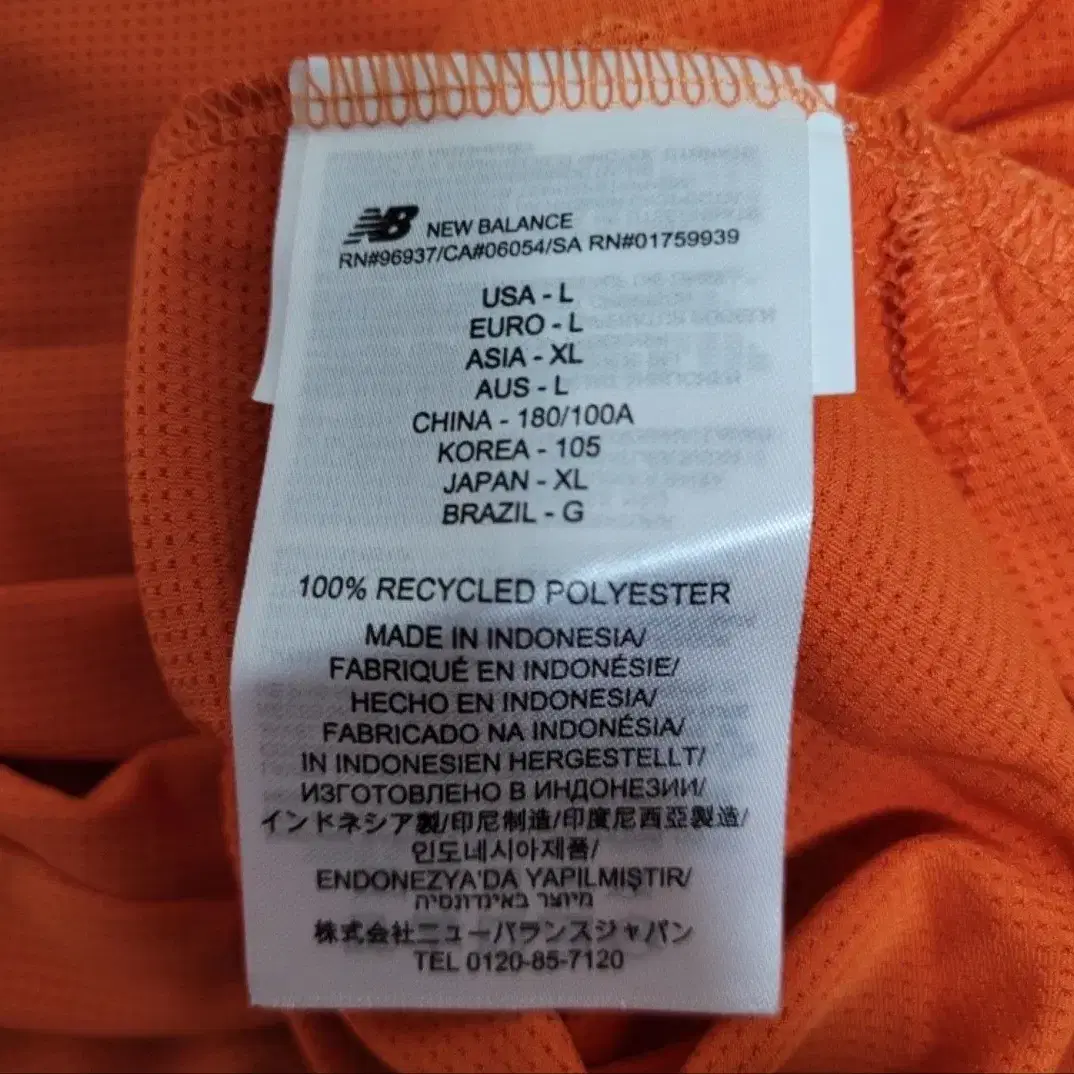 NB NEW BALANCE
RN#96937/CA#06054/SA RN#01759939
USA - L
EURO - L
ASIA - XL
AUS - L
CHINA - 180/100A
KOREA - 105
JAPAN - XL
BRAZIL - G
100% RECYCLED POLYESTER
MADE IN INDONESIA/
FABRIQUÉ EN INDONÉSIE/
HECHO EN INDONESIA/
FABRICADO NA INDONÉSIA/
IN INDONESIEN HERGESTELLT/
ИЗГОТОВЛЕНО В ИНДОНЕЗИИ/
インドネシア製/印尼制造/印度尼西亞製造/
인도네시아제품/
ENDONEZYA'DA YAPILMIŞTIR/
מיוצר באינדונסיה
株式会社ニューバランスジャパン
TEL 0120-85-7120